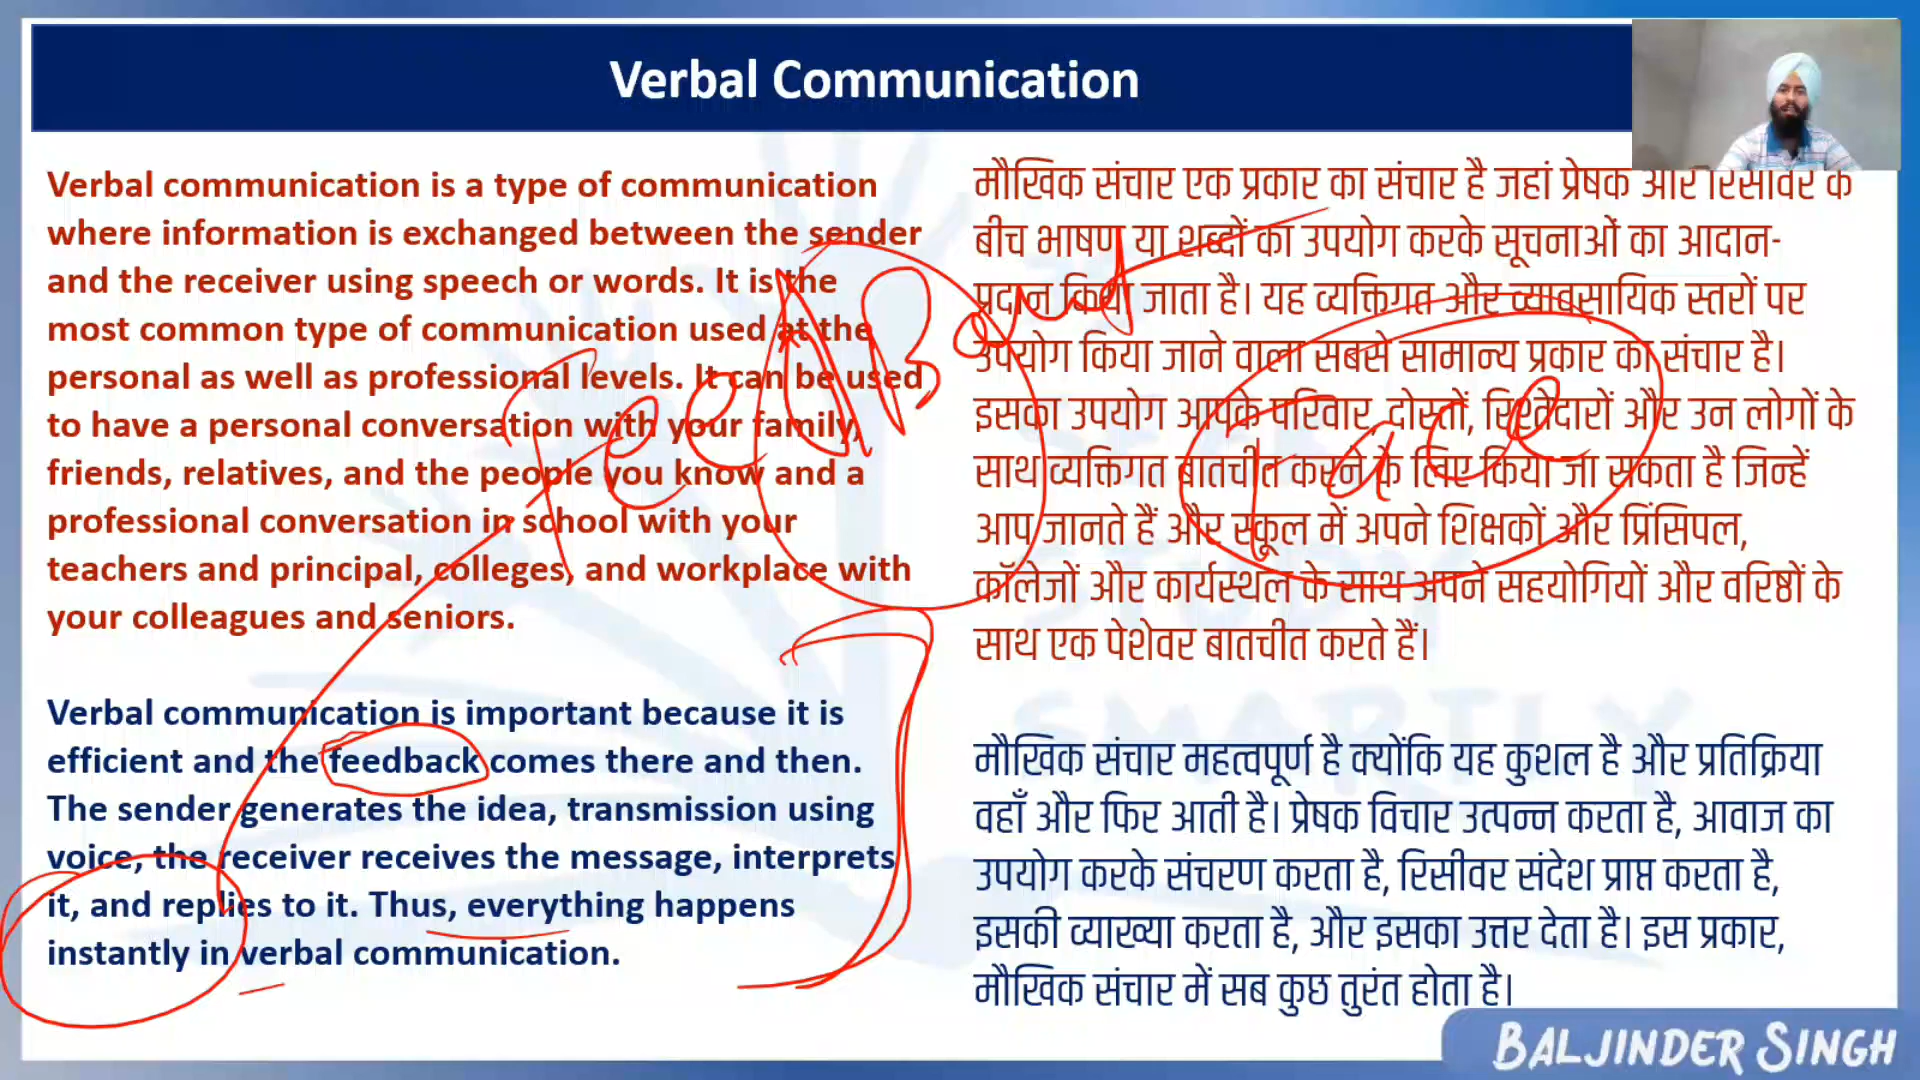 Verbal Communication
Verbal communication is a type of communication
where information is exchanged between the sender
and the receiver using speech or words. It is the
most common type of communication used at the
personal as well as professional levels. It can be used
to have a personal conversation with your family,
friends, relatives, and the people you know and a
professional conversation in school with your
teachers and principal, colleges, and workplace with
your colleagues and seniors.
Verbal communication is important because it is
efficient and the feedback comes there and then.
The sender generates the idea, transmission using
voice, the receiver receives the message, interprets
it, and replies to it. Thus, everything happens
instantly in verbal communication.
मौखिक संचार एक प्रकार का संचार है जहां प्रेषक और रिसीवर के
बीच भाषण या शब्दों का उपयोग करके सूचनाओं का आदान-
प्रदान किया जाता है। यह व्यक्तिगत और व्यावसायिक स्तरों पर
उपयोग किया जाने वाला सबसे सामान्य प्रकार का संचार है।
इसका उपयोग आपके परिवार, दोस्तों, रिश्तेदारों और उन लोगों के
साथ व्यक्तिगत बातचीत करने के लिए किया जा सकता है जिन्हें
आप जानते हैं और स्कूल में अपने शिक्षकों और प्रिंसिपल,
कॉलेजों और कार्यस्थल के साथ अपने सहयोगियों और वरिष्ठों के
साथ एक पेशेवर बातचीत करते हैं।
मौखिक संचार महत्वपूर्ण है क्योंकि यह कुशल है और प्रतिक्रिया
वहाँ और फिर आती है। प्रेषक विचार उत्पन्न करता है, आवाज का
उपयोग करके संचरण करता है, रिसीवर संदेश प्राप्त करता है,
इसकी व्याख्या करता है, और इसका उत्तर देता है। इस प्रकार,
मौखिक संचार में सब कुछ तुरंत होता है।
Face
STUDY
SMARTLY
BALJINDER SINGH